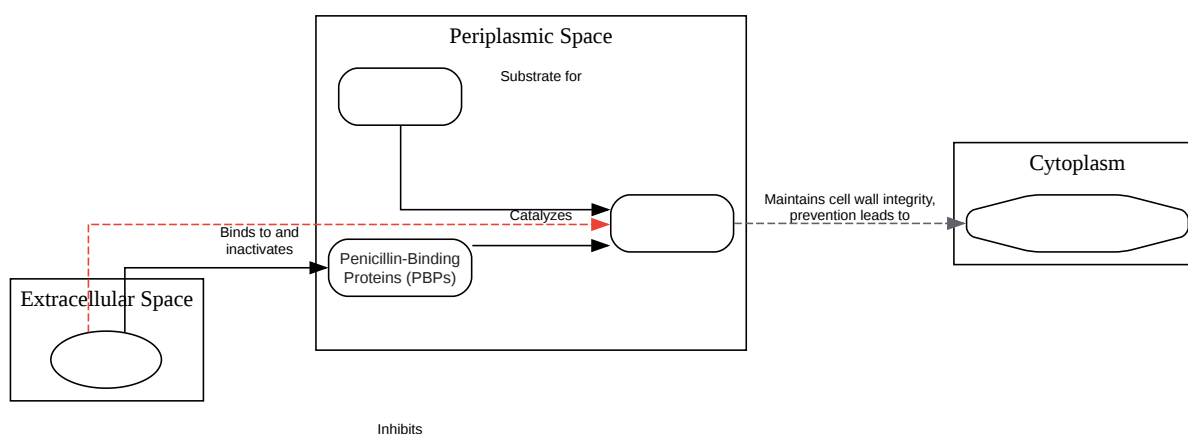 Periplasmic Space
Substrate for
Cytoplasm
Maintains cell wall integrity,
prevention leads to
Catalyzes
Binds to and
inactivates
Penicillin-Binding
Proteins (PBPs)
Extracellular Space
Inhibits